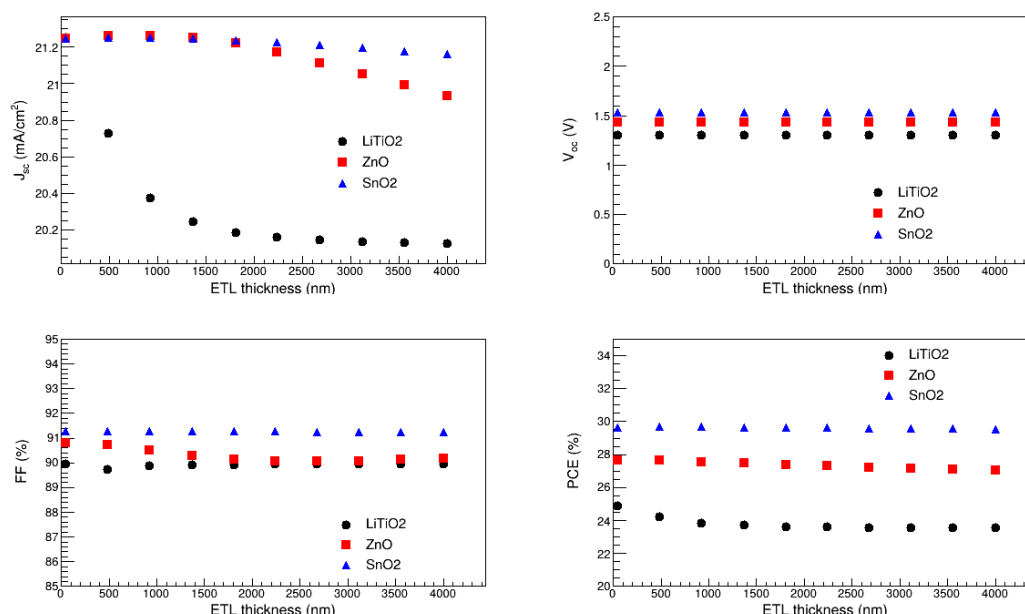 21.2
21
20.8
20.6
20.4
20.2
J_sc (mA/cm²)
LiTiO2
ZnO
SnO2
0 500 1000 1500 2000 2500 3000 3500 4000
ETL thickness (nm)
2.5
2
1.5
1
0.5
0
V_oc (V)
LiTiO2
ZnO
SnO2
0 500 1000 1500 2000 2500 3000 3500 4000
ETL thickness (nm)
95
94
93
92
91
90
89
88
87
86
85
FF (%)
LiTiO2
ZnO
SnO2
0 500 1000 1500 2000 2500 3000 3500 4000
ETL thickness (nm)
34
32
30
28
26
24
22
20
PCE (%)
LiTiO2
ZnO
SnO2
0 500 1000 1500 2000 2500 3000 3500 4000
ETL thickness (nm)